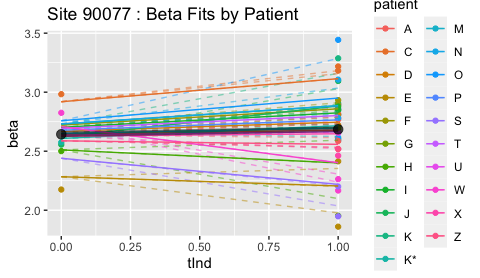 Site 90077 : Beta Fits by Patient
beta
3.5
3.0
2.5
2.0
0.00 0.25 0.50 0.75 1.00
tInd
patient
A M
C N
D O
E P
F S
G T
H U
I W
J X
K Z
K*